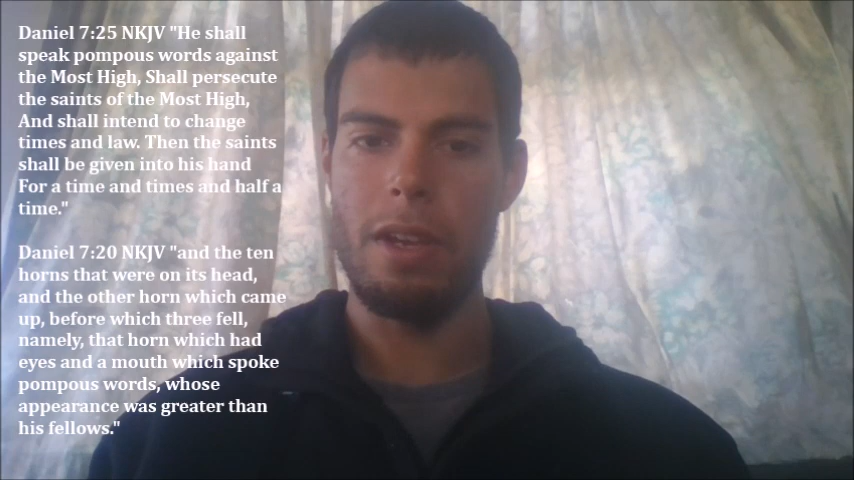 Daniel 7:25 NKJV "He shall
speak pompous words against
the Most High, Shall persecute
the saints of the Most High,
And shall intend to change
times and law. Then the saints
shall be given into his hand
For a time and times and half a
time."
Daniel 7:20 NKJV "and the ten
horns that were on its head,
and the other horn which came
up, before which three fell,
namely, that horn which had
eyes and a mouth which spoke
pompous words, whose
appearance was greater than
his fellows."